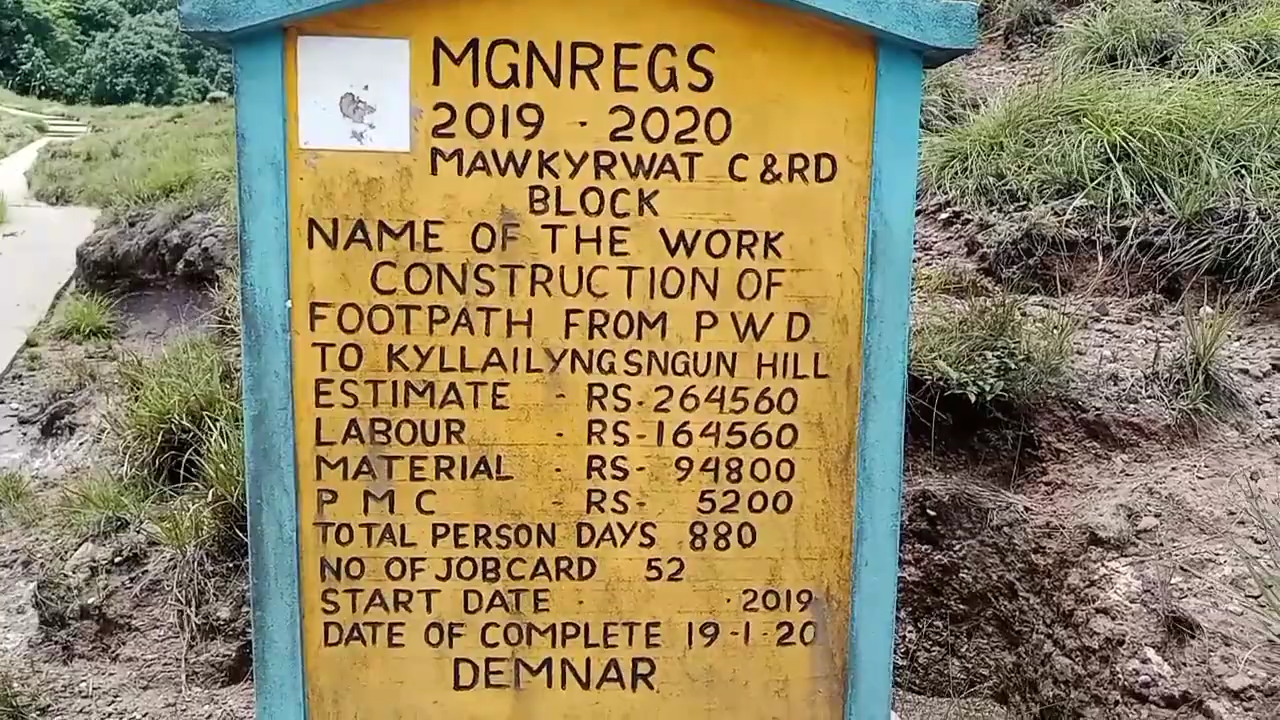 MGNREGS
2019 - 2020
MAWKYRWAT C & RD
BLOCK
NAME OF THE WORK
CONSTRUCTION OF
FOOTPATH FROM P W D
TO KYLLAILYNGSNGUN HILL
ESTIMATE - RS-264560
LABOUR - RS-164560
MATERIAL - RS- 94800
P M C - RS- 5200
TOTAL PERSON DAYS 880
NO OF JOBCARD 52
START DATE - - 2019
DATE OF COMPLETE 19-1-20
DEMNAR